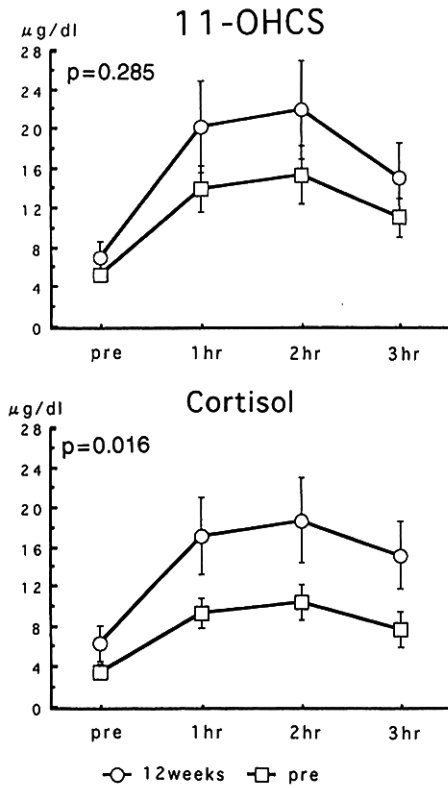 μg/dl
11-OHCS
28
p=0.285
24
20
16
12
8
4
0
pre 1hr 2hr 3hr
μg/dl
Cortisol
28
p=0.016
24
20
16
12
8
4
0
pre 1hr 2hr 3hr
12weeks pre